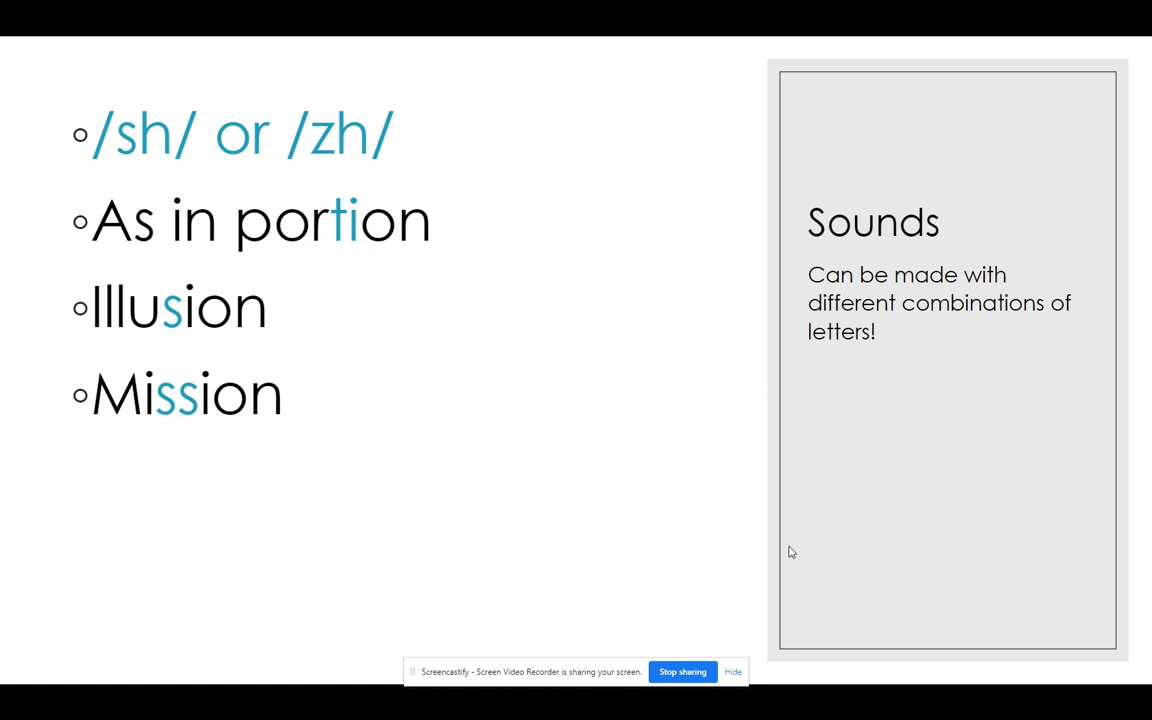 /sh/ or /zh/
As in portion
Illusion
Mission
Sounds
Can be made with
different combinations of
letters!
Screencastify - Screen Video Recorder is sharing your screen. Stop sharing Hide